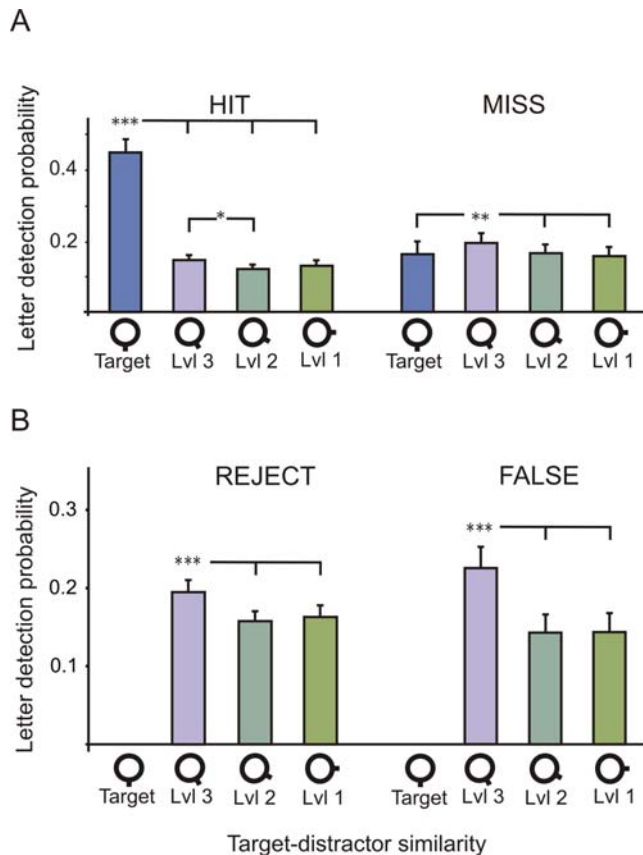 A
HIT MISS
Letter detection probability
***
0.4
*
**
0.2
Target Lvl 3 Lvl 2 Lvl 1 Target Lvl 3 Lvl 2 Lvl 1
B
REJECT FALSE
Letter detection probability
0.3
***
***
0.2
0.1
Target Lvl 3 Lvl 2 Lvl 1 Target Lvl 3 Lvl 2 Lvl 1
Target-distractor similarity